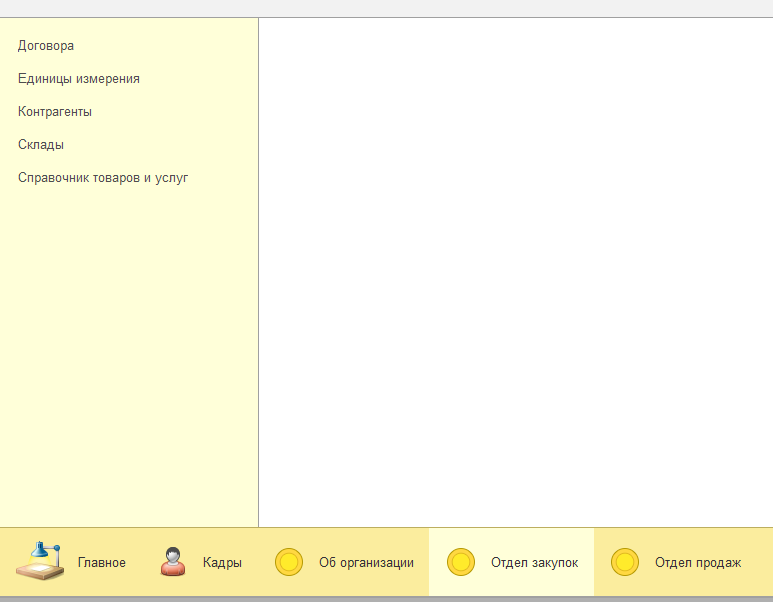 Договора
Единицы измерения
Контрагенты
Склады
Справочник товаров и услуг
Главное
Кадры
Об организации
Отдел закупок
Отдел продаж